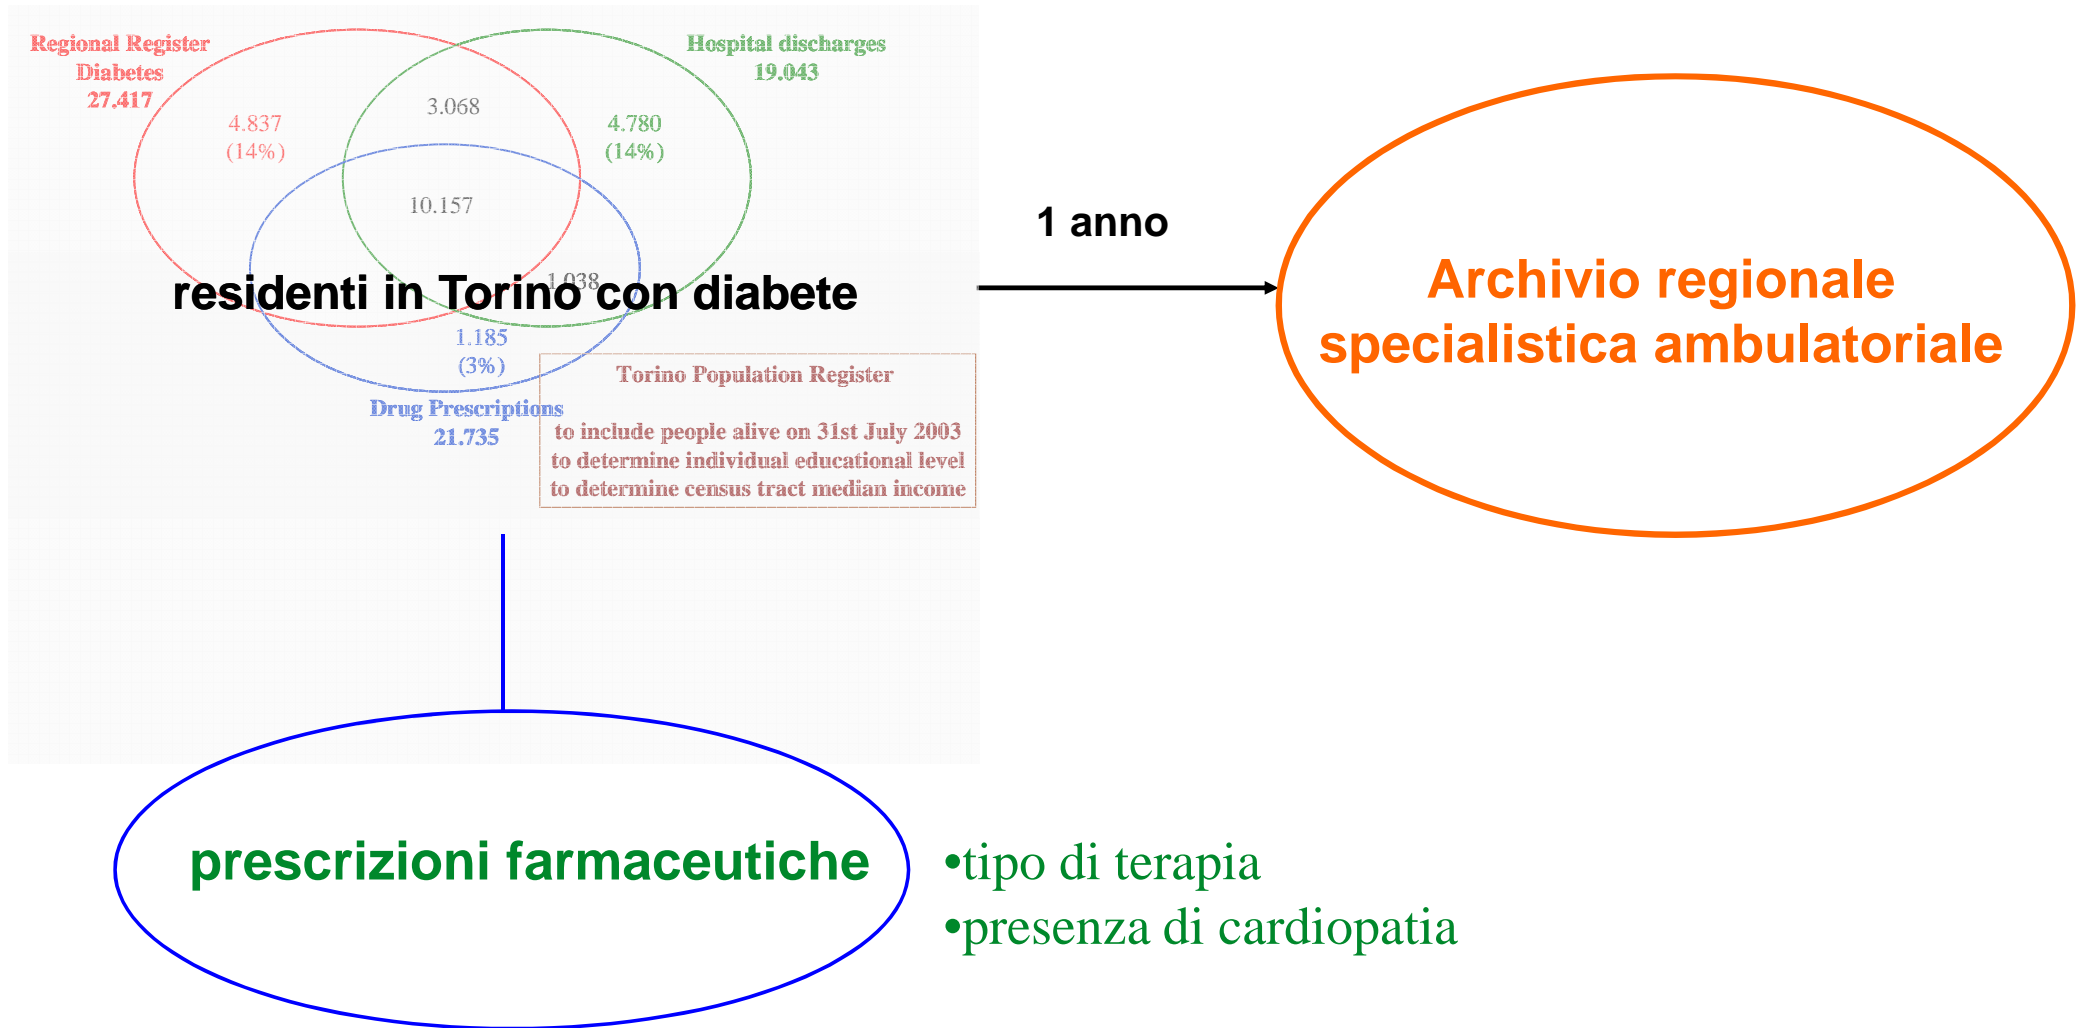 Regional Register
Diabetes
27.417
Hospital discharges
19.043
3.068
4.837
(14%)
4.780
(14%)
10.157
1.038
residenti in Torino con diabete
1.185
(3%)
Drug Prescriptions
21.735
Torino Population Register
to include people alive on 31st July 2003
to determine individual educational level
to determine census tract median income
1 anno
Archivio regionale
specialistica ambulatoriale
prescrizioni farmaceutiche
•tipo di terapia
•presenza di cardiopatia